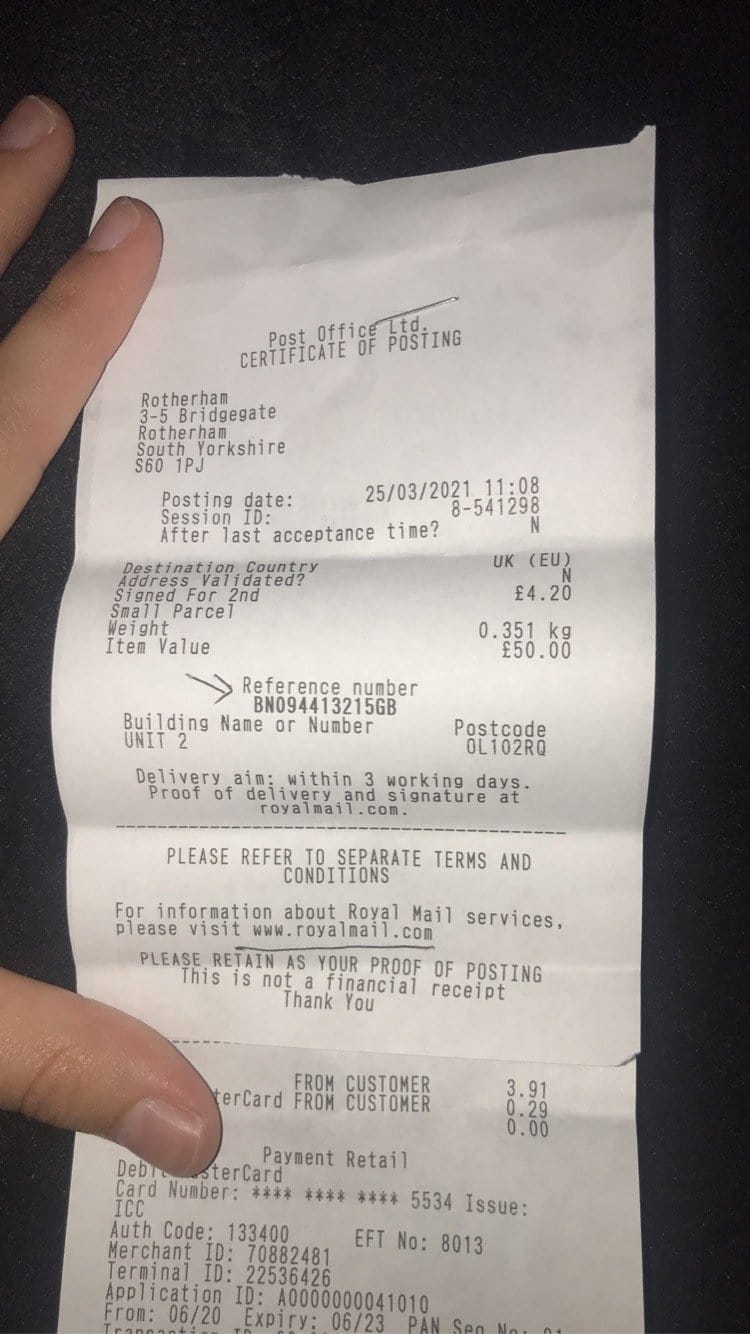 Post Office Ltd.
CERTIFICATE OF POSTING
Rotherham
3-5 Bridgegate
Rotherham
South Yorkshire
S60 1PJ
Posting date: 25/03/2021 11:08
Session ID: 8-541298
After last acceptance time? N
Destination Country UK (EU)
Address Validated? N
Signed For 2nd £4.20
Small Parcel
Weight 0.351 kg
Item Value £50.00
Reference number
BN094413215GB
Building Name or Number Postcode
UNIT 2 OL102RQ
Delivery aim: within 3 working days.
Proof of delivery and signature at
royalmail.com.
PLEASE REFER TO SEPARATE TERMS AND
CONDITIONS
For information about Royal Mail services,
please visit www.royalmail.com
PLEASE RETAIN AS YOUR PROOF OF POSTING
This is not a financial receipt
Thank You
FROM CUSTOMER 3.91
terCard FROM CUSTOMER 0.29
0.00
Payment Retail
Debit MasterCard
Card Number: **** **** **** 5534 Issue:
ICC
Auth Code: 133400 EFT No: 8013
Merchant ID: 70882481
Terminal ID: 22536426
Application ID: A0000000041010
From: 06/20 Expiry: 06/23 PAN Seq No: